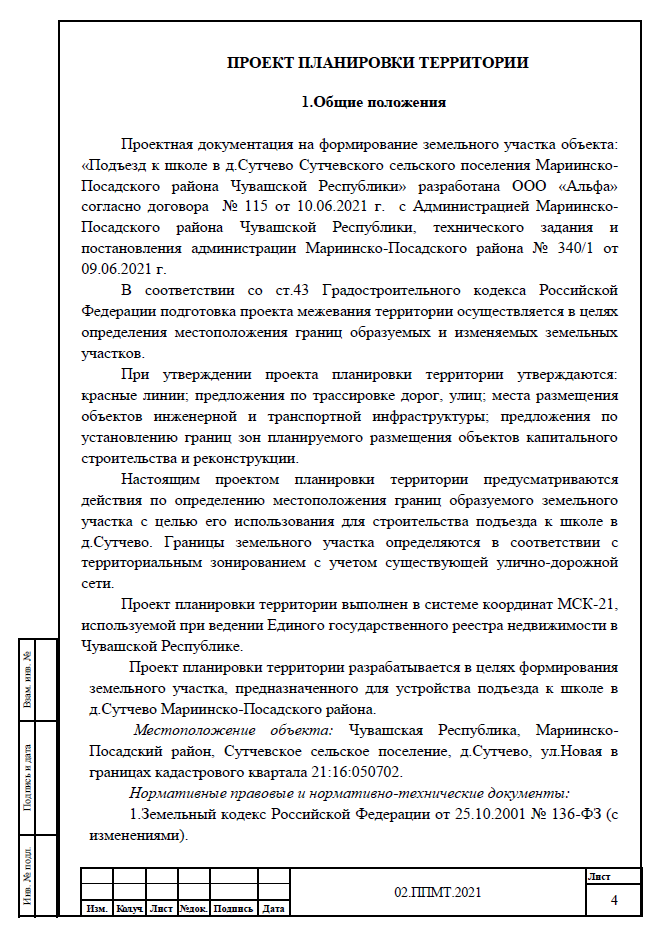 ПРОЕКТ ПЛАНИРОВКИ ТЕРРИТОРИИ
1.Общие положения
Проектная документация на формирование земельного участка объекта:
«Подъезд к школе в д.Сутчево Сутчевского сельского поселения Мариинско-
Посадского района Чувашской Республики» разработана ООО «Альфа»
согласно договора № 115 от 10.06.2021 г. с Администрацией Мариинско-
Посадского района Чувашской Республики, технического задания и
постановления администрации Мариинско-Посадского района № 340/1 от
09.06.2021 г.
В соответствии со ст.43 Градостроительного кодекса Российской
Федерации подготовка проекта межевания территории осуществляется в целях
определения местоположения границ образуемых и изменяемых земельных
участков.
При утверждении проекта планировки территории утверждаются:
красные линии; предложения по трассировке дорог, улиц; места размещения
объектов инженерной и транспортной инфраструктуры; предложения по
установлению границ зон планируемого размещения объектов капитального
строительства и реконструкции.
Настоящим проектом планировки территории предусматриваются
действия по определению местоположения границ образуемого земельного
участка с целью его использования для строительства подъезда к школе в
д.Сутчево. Границы земельного участка определяются в соответствии с
территориальным зонированием с учетом существующей улично-дорожной
сети.
Проект планировки территории выполнен в системе координат МСК-21,
используемой при ведении Единого государственного реестра недвижимости в
Чувашской Республике.
Проект планировки территории разрабатывается в целях формирования
земельного участка, предназначенного для устройства подъезда к школе в
д.Сутчево Мариинско-Посадского района.
Местоположение объекта: Чувашская Республика, Мариинско-
Посадский район, Сутчевское сельское поселение, д.Сутчево, ул.Новая в
границах кадастрового квартала 21:16:050702.
Нормативные правовые и нормативно-технические документы:
1.Земельный кодекс Российской Федерации от 25.10.2001 № 136-ФЗ (с
изменениями).
Взам. инв. №
Подпись и дата
Инв. № подл.
02.ППМТ.2021
Лист
4
Изм. Колуч. Лист №док. Подпись Дата